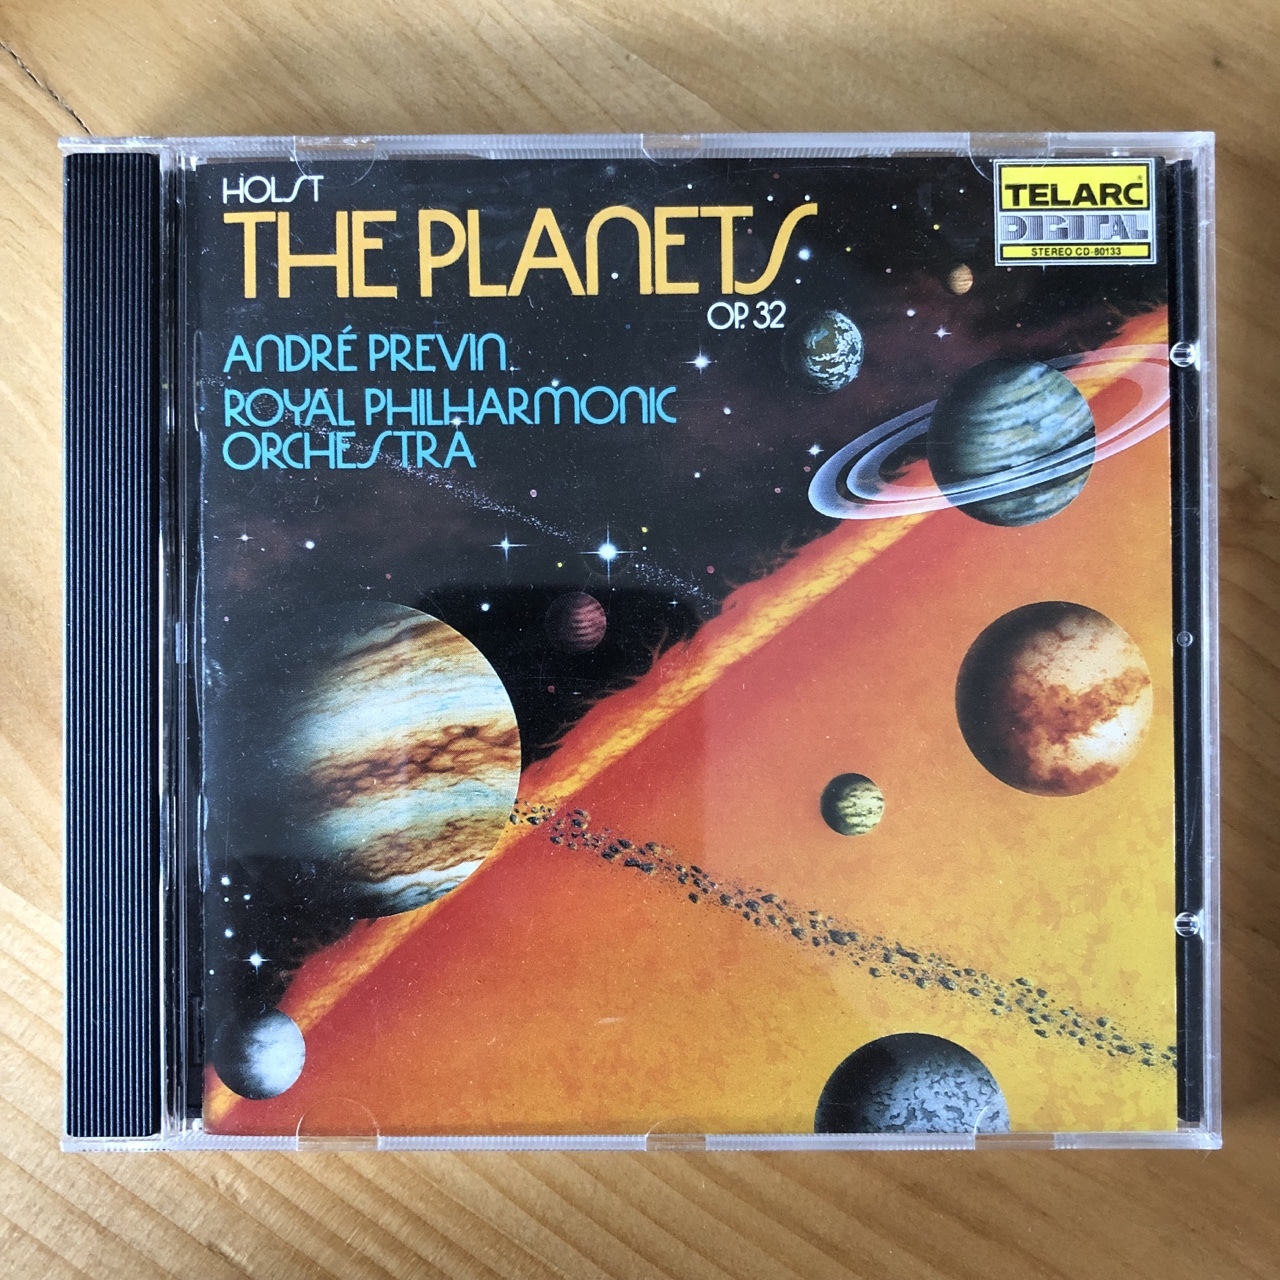 HOLST
THE PLANETS
OP. 32
ANDRÉ PREVIN
ROYAL PHILHARMONIC
ORCHESTRA
TELARC®
DIGITAL
STEREO CD-80133